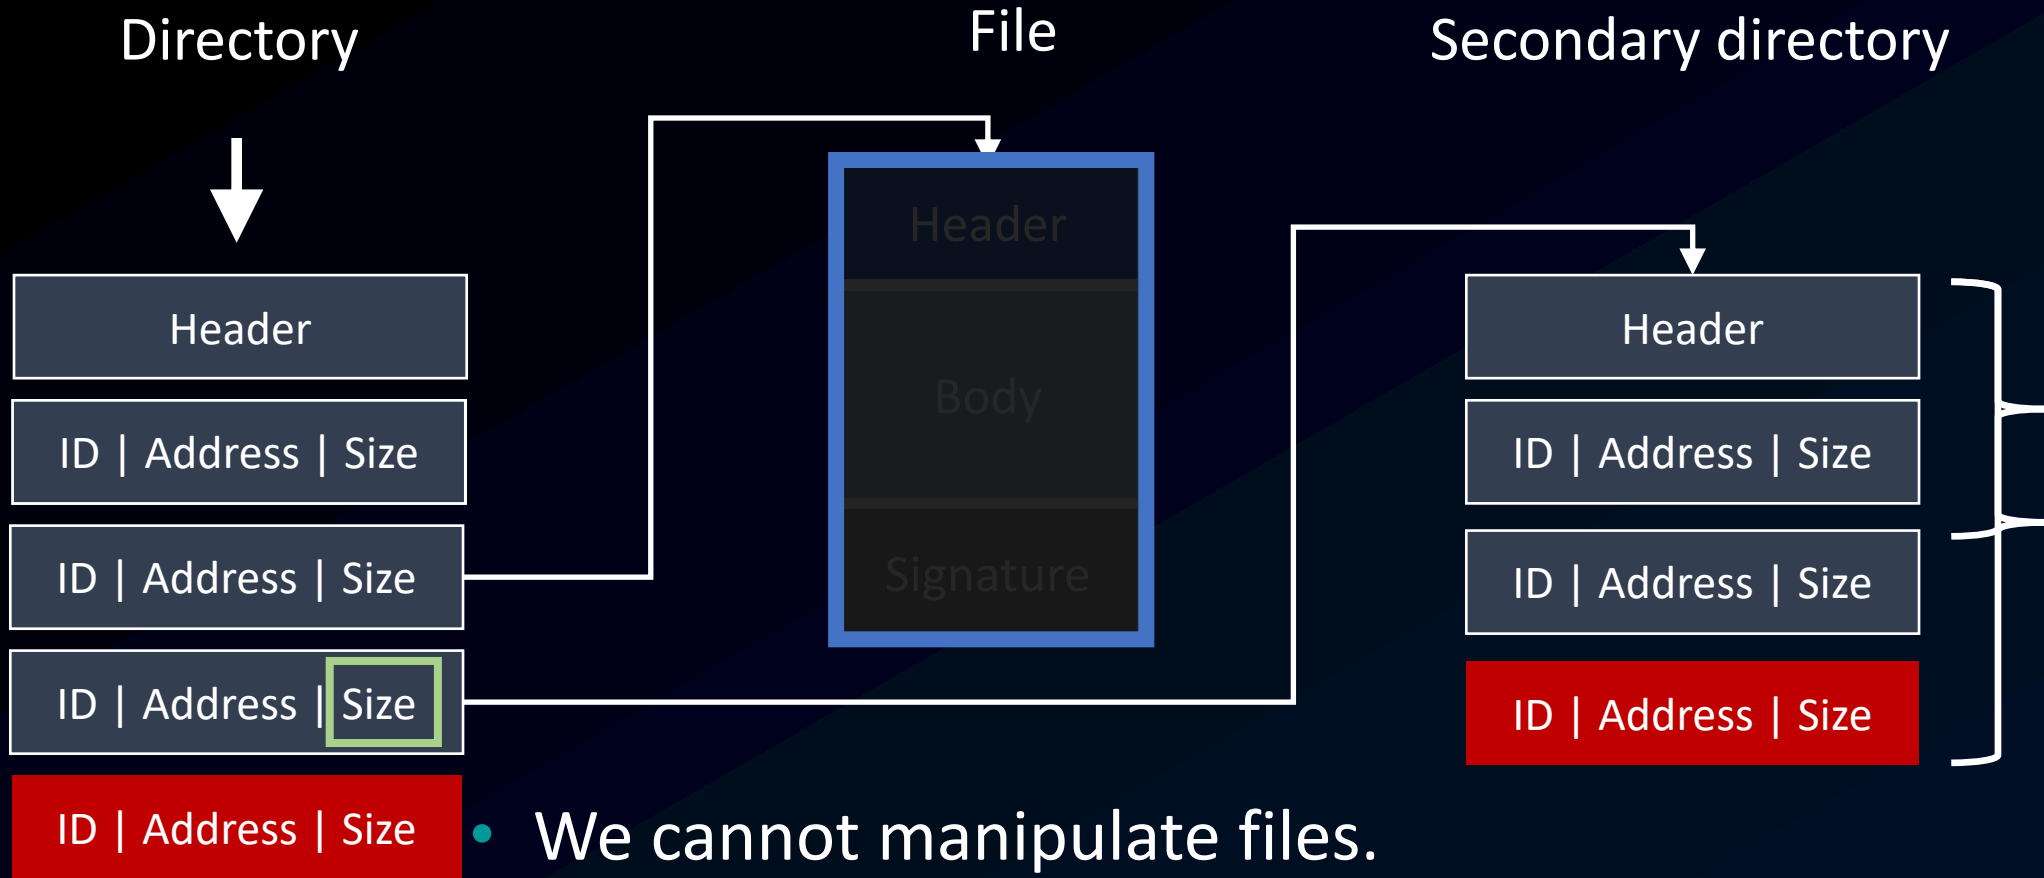 Directory
File
Secondary directory
Header
ID | Address | Size
ID | Address | Size
ID | Address | Size
ID | Address | Size
Header
Body
Signature
Header
ID | Address | Size
ID | Address | Size
ID | Address | Size
• We cannot manipulate files.